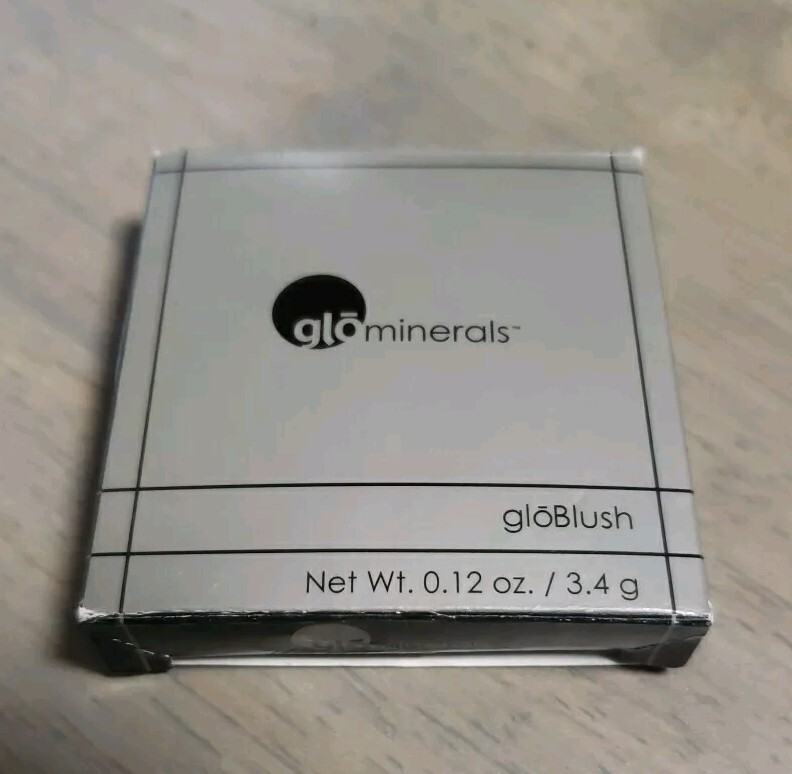 glōminerals™
glōBlush
Net Wt. 0.12 oz. / 3.4 g